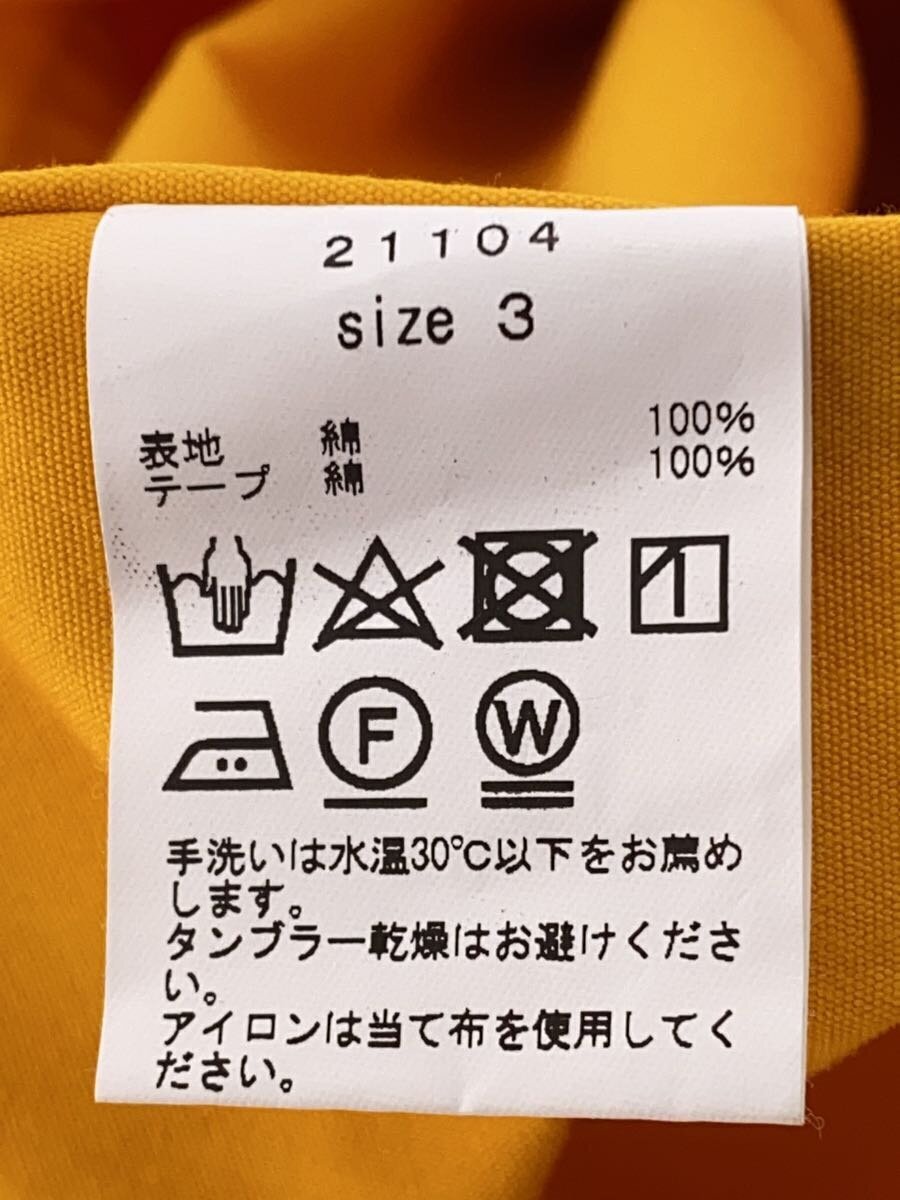 21104
size 3
表地 綿 100%
テープ 綿 100%
F W
手洗いは水温30℃以下をお薦め
します。
タンブラー乾燥はお避けくださ
い。
アイロンは当て布を使用してく
ださい。